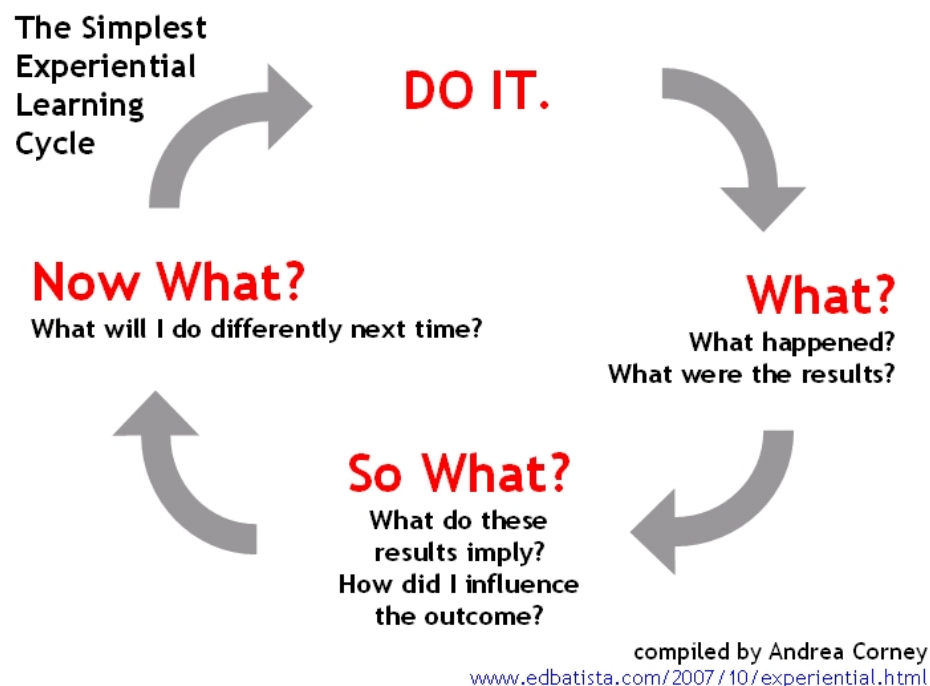 The Simplest
Experiential
Learning
Cycle
DO IT.
What?
What happened?
What were the results?
So What?
What do these
results imply?
How did I influence
the outcome?
Now What?
What will I do differently next time?
compiled by Andrea Corney
www.edbatista.com/2007/10/experiential.html